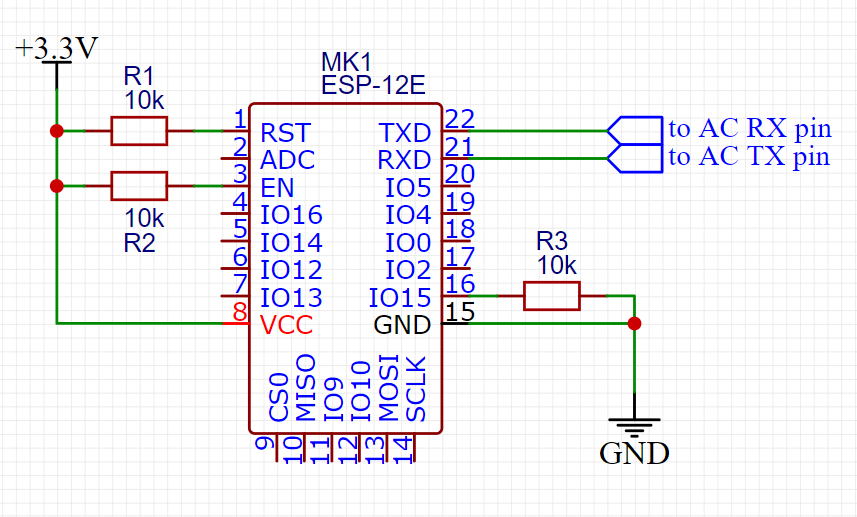 +3.3V
R1
10k
10k
R2
MK1
ESP-12E
1 RST
2 ADC
3 EN
4 IO16
5 IO14
6 IO12
7 IO13
8 VCC
TXD 22
RXD 21
IO5 20
IO4 19
IO0 18
IO2 17
IO15 16
GND 15
CS0
MISO
IO9
IO10
MOSI
SCLK
9
10
11
12
13
14
to AC RX pin
to AC TX pin
R3
10k
GND